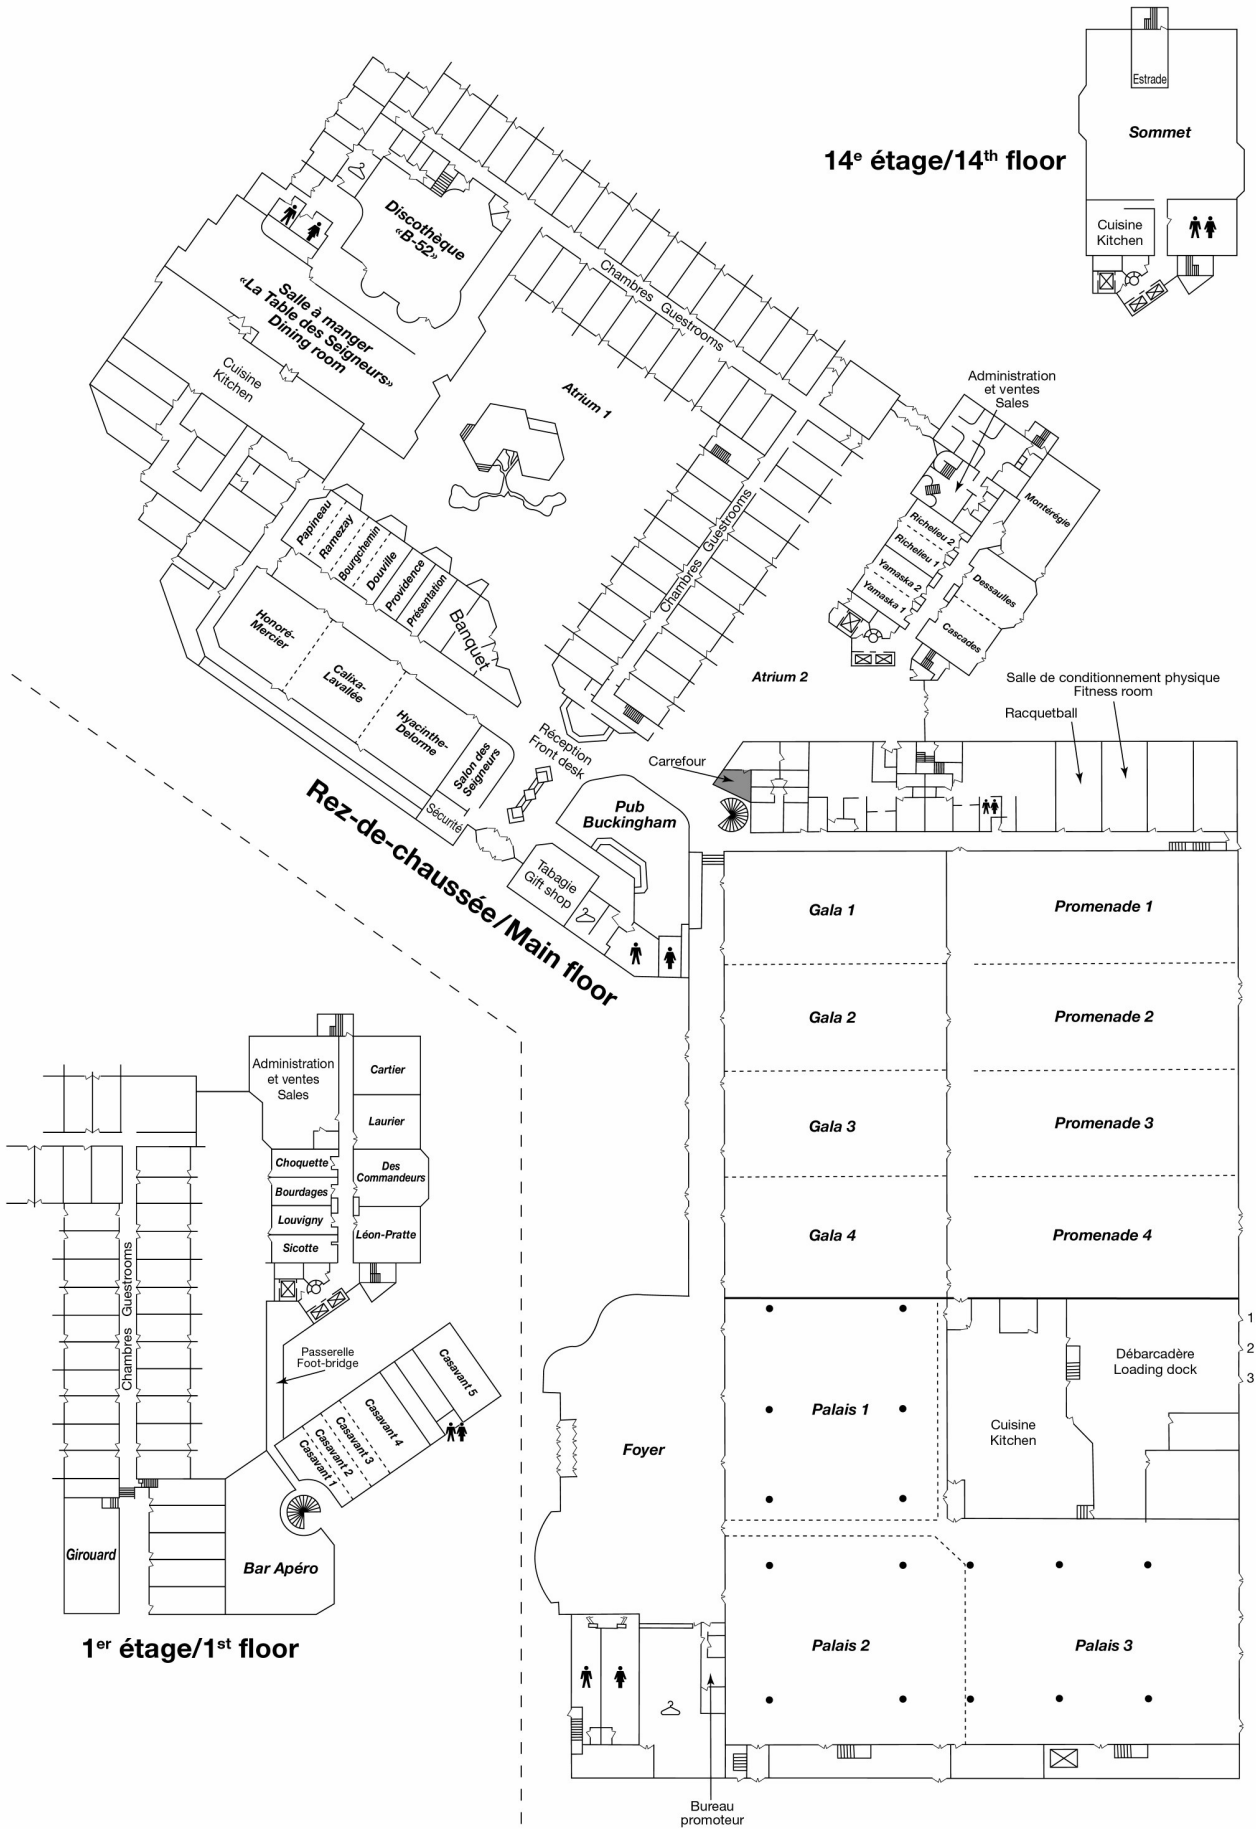 Estrade
Sommet
14e étage/14th floor
Cuisine
Kitchen
Discothèque
«B-52»
Salle à manger
«La Table des Seigneurs»
Dining room
Cuisine
Kitchen
Chambres Guestrooms
Atrium 1
Administration
et ventes
Sales
Montérégie
Richelieu 2
Richelieu 1
Yamaska 2
Yamaska 1
Dessaulles
Cascades
Chambres Guestrooms
Papineau
Ramezay
Bourgchemin
Douville
Providence
Présentation
Banquet
Honoré-
Mercier
Calixa-
Lavallée
Hyacinthe-
Delorme
Salon des
Seigneurs
Sécurité
Réception
Front desk
Atrium 2
Salle de conditionnement physique
Fitness room
Racquetball
Carrefour
Pub
Buckingham
Tabagie
Gift shop
Rez-de-chaussée/Main floor
Gala 1
Promenade 1
Gala 2
Promenade 2
Gala 3
Promenade 3
Gala 4
Promenade 4
Palais 1
Cuisine
Kitchen
Débarcadère
Loading dock
1
2
3
Foyer
Palais 2
Palais 3
Bureau
promoteur
Administration
et ventes
Sales
Cartier
Laurier
Choquette
Des
Commandeurs
Bourdages
Louvigny
Léon-Pratte
Sicotte
Chambres Guestrooms
Passerelle
Foot-bridge
Casavant 5
Casavant 4
Casavant 3
Casavant 2
Casavant 1
Girouard
Bar Apéro
1er étage/1st floor